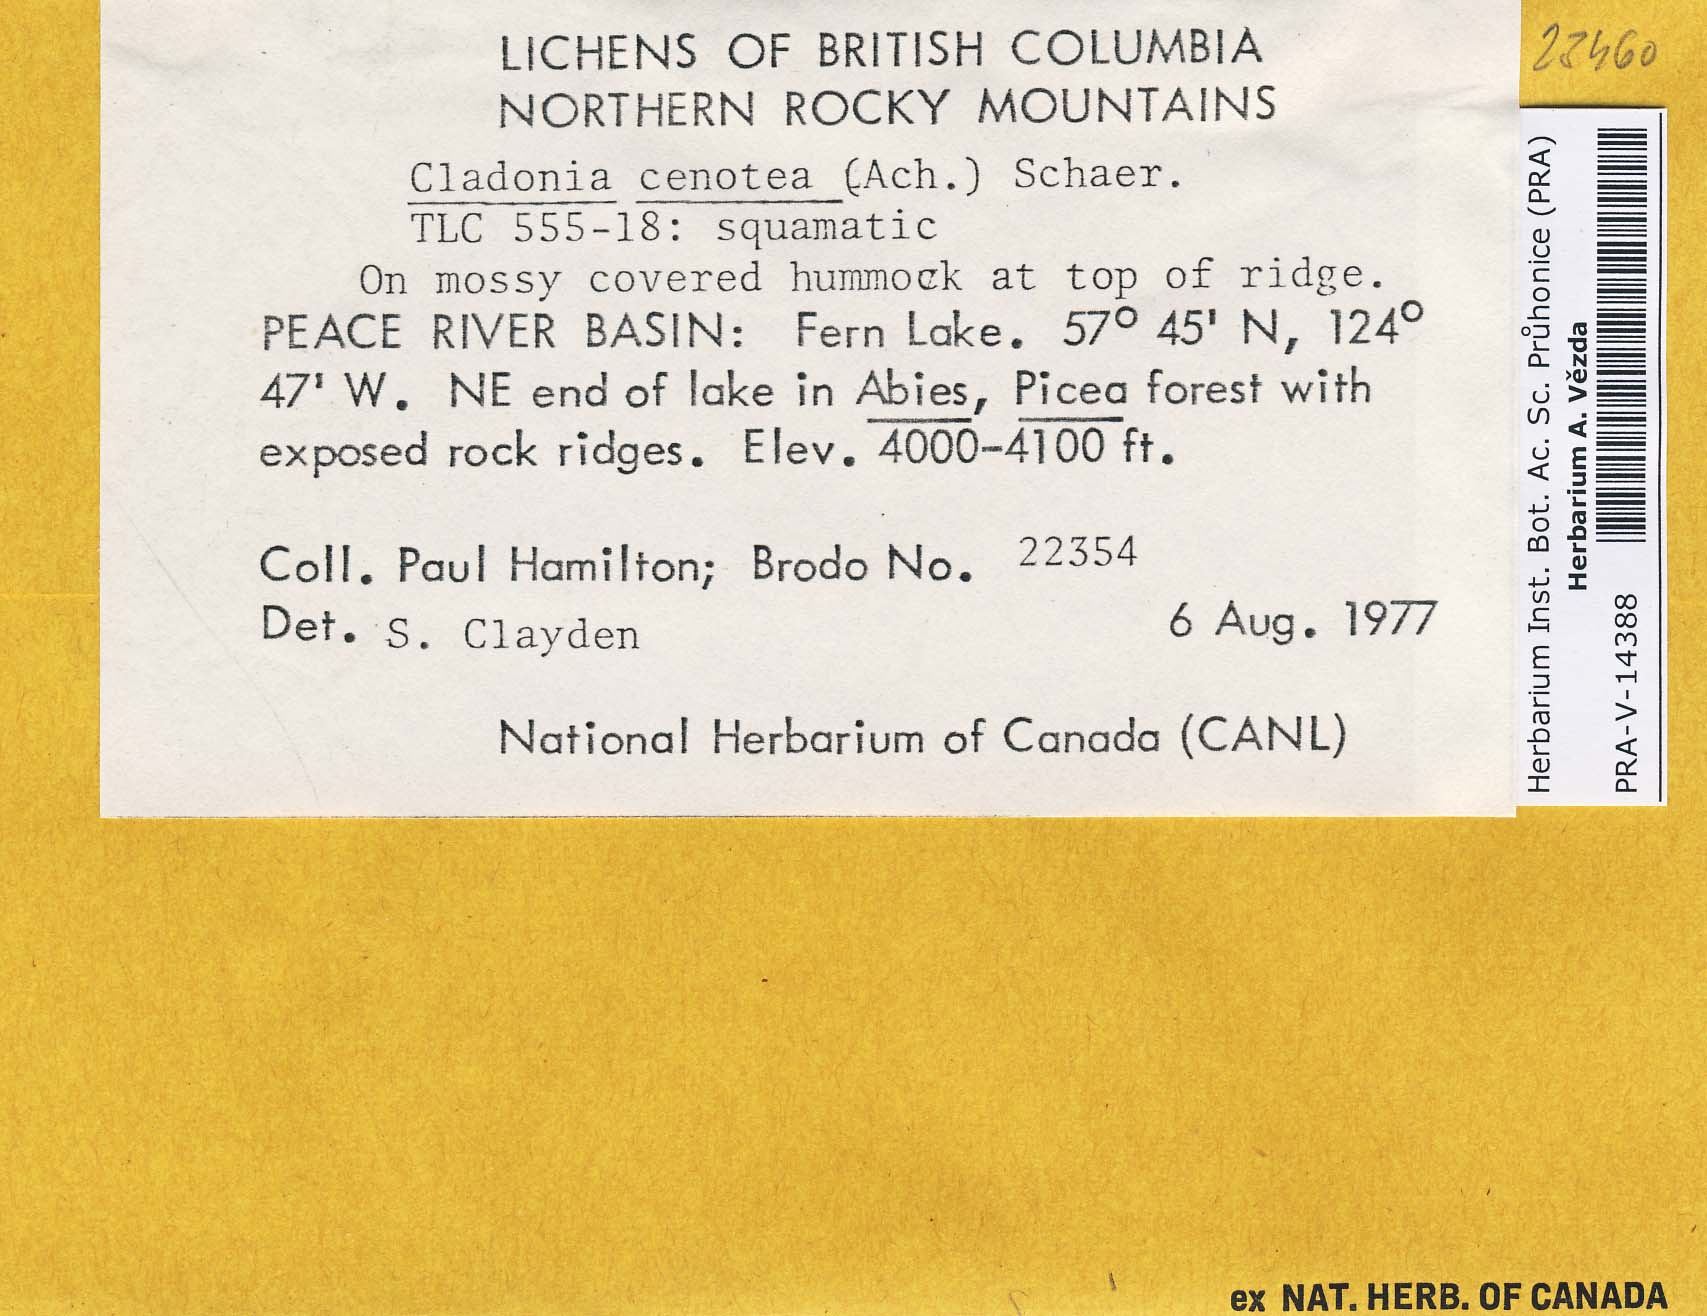 LICHENS OF BRITISH COLUMBIA
NORTHERN ROCKY MOUNTAINS
Cladonia cenotea (Ach.) Schaer.
TLC 555-18: squamatic
On mossy covered hummock at top of ridge.
PEACE RIVER BASIN: Fern Lake. 57° 45' N, 124°
47' W. NE end of lake in Abies, Picea forest with
exposed rock ridges. Elev. 4000-4100 ft.
Coll. Paul Hamilton; Brodo No. 22354
Det. S. Clayden 6 Aug. 1977
National Herbarium of Canada (CANL)
Herbarium Inst. Bot. Ac. Sc. Průhonice (PRA)
Herbarium A. Vězda
PRA-V-14388
ex NAT. HERB. OF CANADA